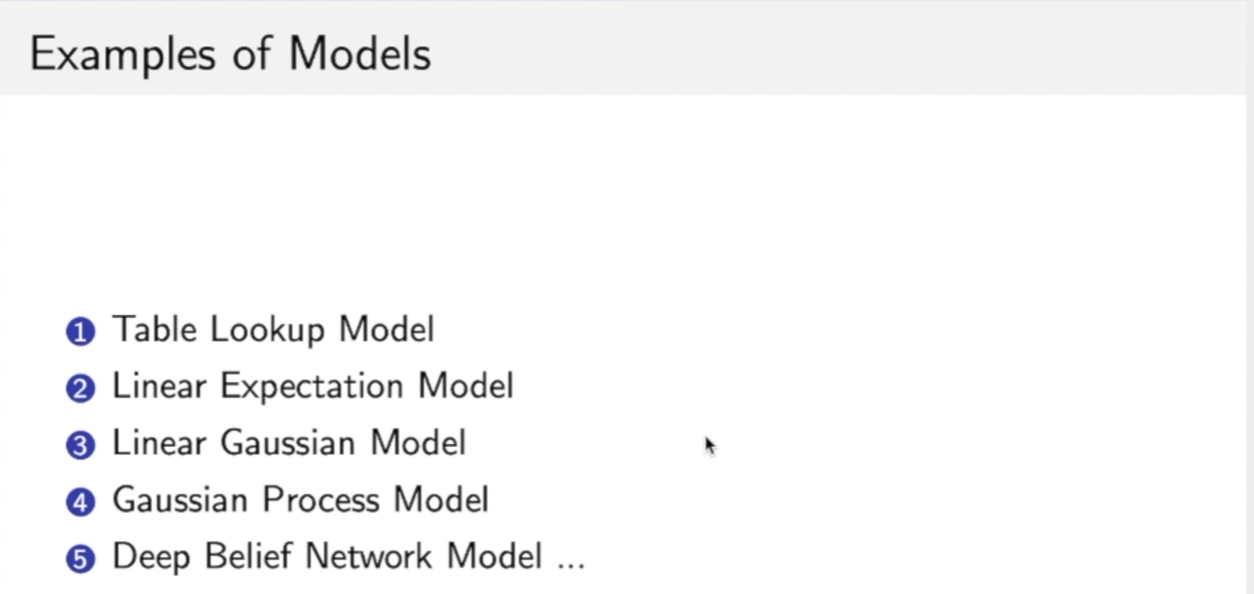 Examples of Models
1 Table Lookup Model
2 Linear Expectation Model
3 Linear Gaussian Model
4 Gaussian Process Model
5 Deep Belief Network Model ...